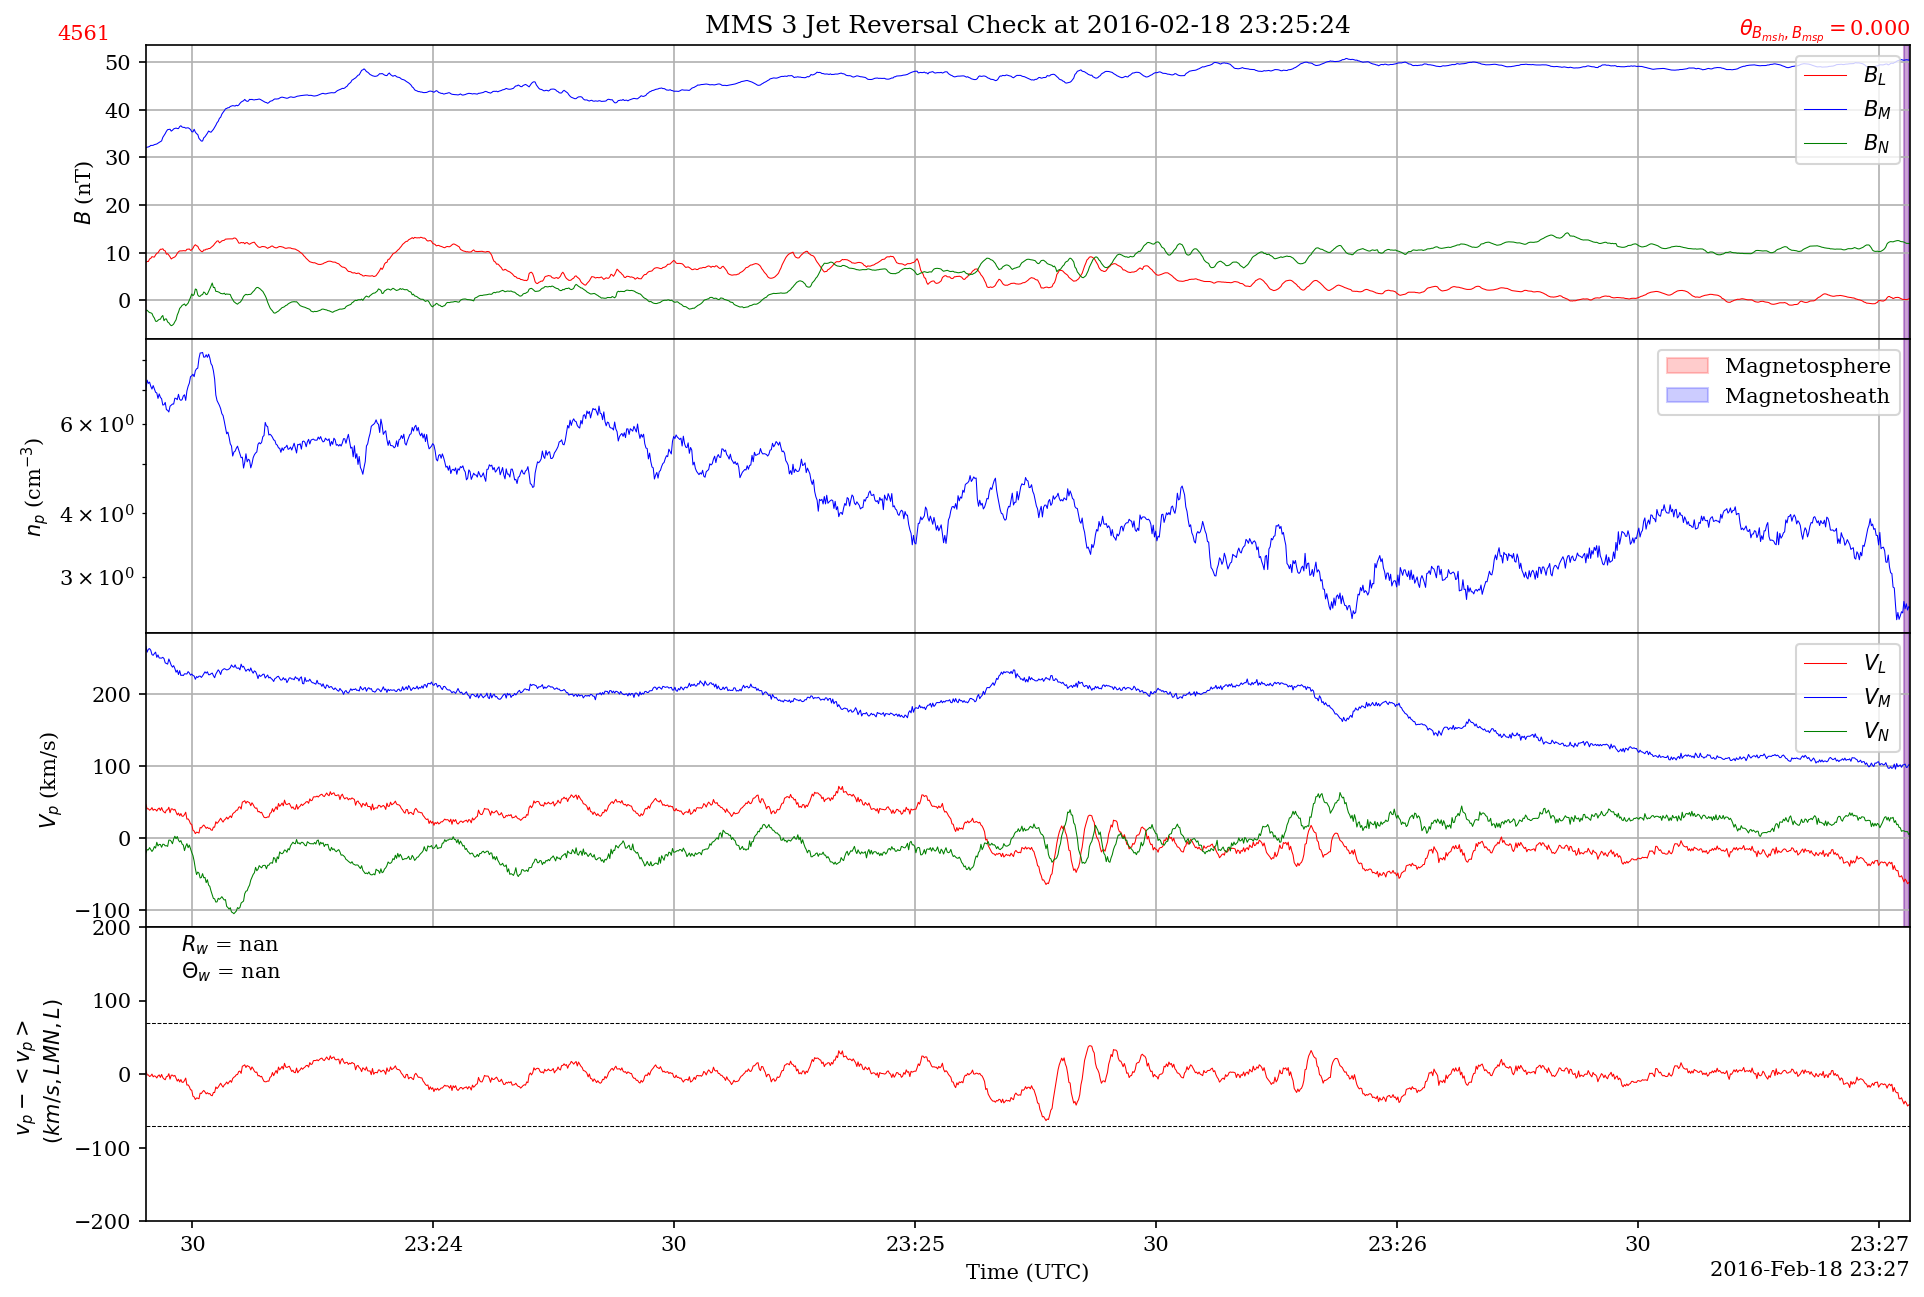 MMS 3 Jet Reversal Check at 2016-02-18 23:25:24
4561
θ_{B_{msh}, B_{msp}} = 0.000
50
40
30
20
10
0
B (nT)
B_L
B_M
B_N
6 × 10^0
4 × 10^0
3 × 10^0
n_p (cm^{-3})
Magnetosphere
Magnetosheath
200
100
0
−100
V_p (km/s)
V_L
V_M
V_N
200
100
0
−100
−200
v_p − < v_p >
(km/s, LMN, L)
R_w = nan
Θ_w = nan
30 23:24 30 23:25 30 23:26 30 23:27
Time (UTC)
2016-Feb-18 23:27